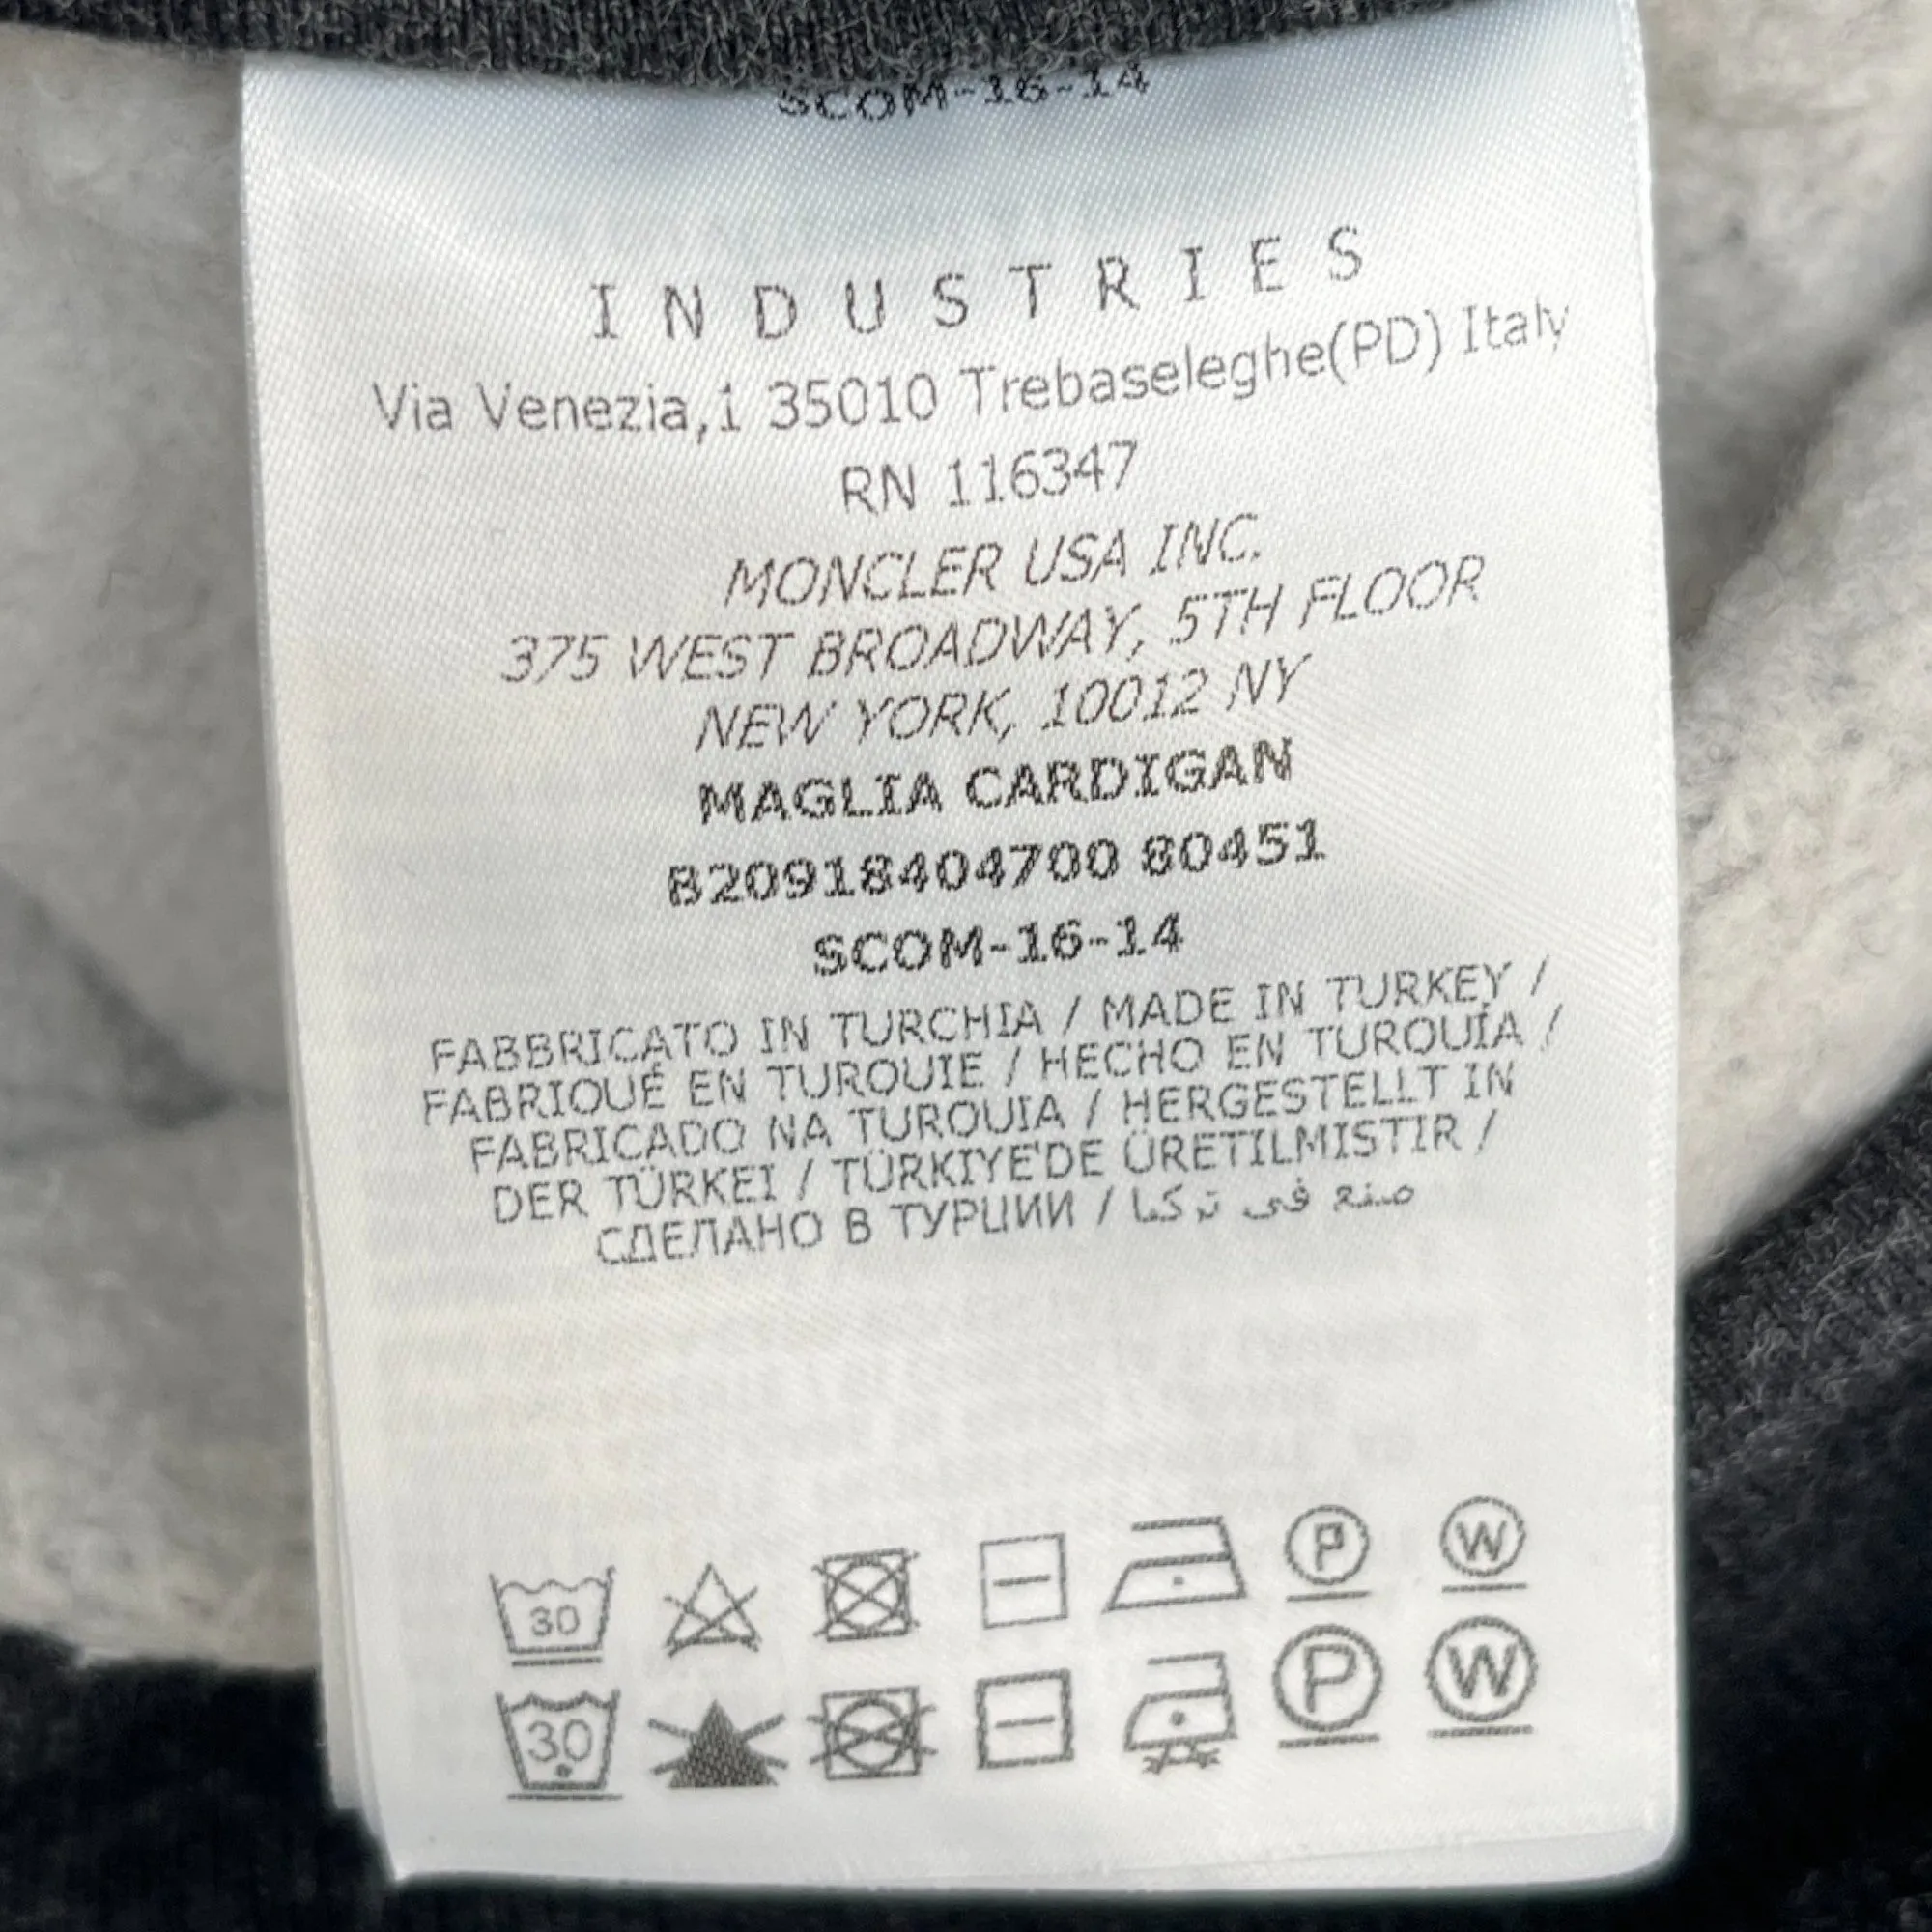 SCOM-16-14
INDUSTRIES
Via Venezia,1 35010 Trebaseleghe(PD) Italy
RN 116347
MONCLER USA INC.
375 WEST BROADWAY, 5TH FLOOR
NEW YORK, 10012 NY
MAGLIA CARDIGAN
B20918404700 80451
SCOM-16-14
FABBRICATO IN TURCHIA / MADE IN TURKEY /
FABRIQUÉ EN TURQUIE / HECHO EN TURQUÍA /
FABRICADO NA TURQUIA / HERGESTELLT IN
DER TÜRKEI / TÜRKIYE'DE ÜRETILMISTIR /
СДЕЛАНО В ТУРЦИИ / صنع في تركيا
30 P W
30 P W